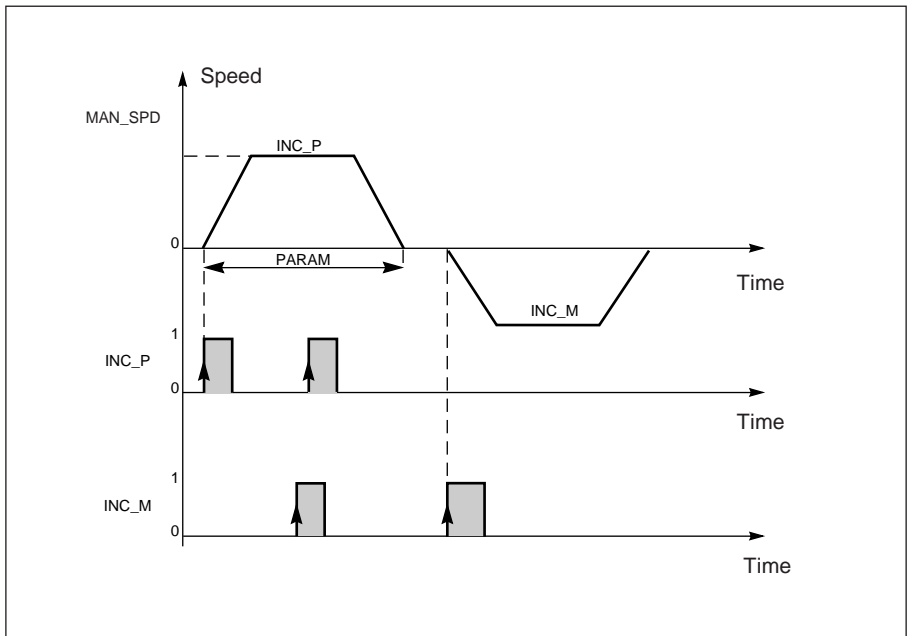 Speed
MAN_SPD
INC_P
0
PARAM
Time
INC_M
1
INC_P
0
Time
1
INC_M
0
Time